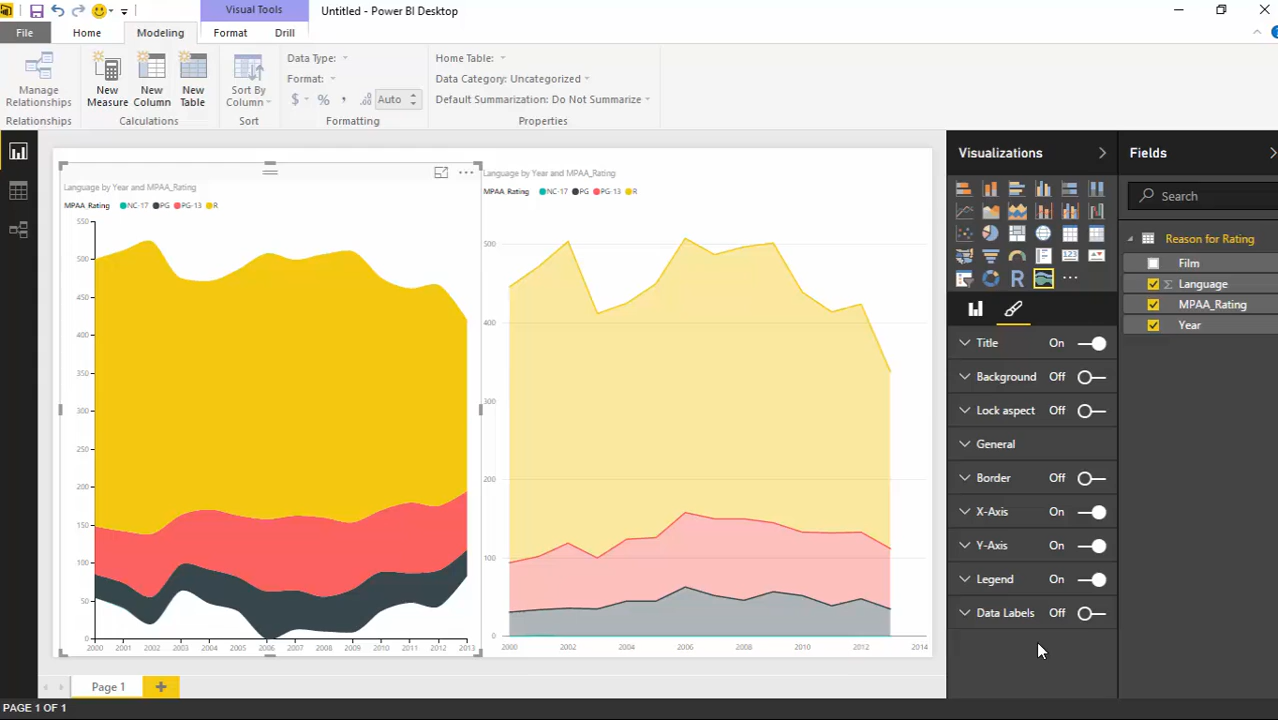 Visual Tools
Untitled - Power BI Desktop
File
Home
Modeling
Format
Drill
Manage
Relationships
Relationships
New
Measure
New
Column
New
Table
Calculations
Sort By
Column
Sort
Data Type:
Format:
$ % , .00 Auto
Formatting
Home Table:
Data Category: Uncategorized
Default Summarization: Do Not Summarize
Properties
Language by Year and MPAA_Rating
MPAA Rating NC-17 PG PG-13 R
550
500
450
400
350
300
250
200
150
100
50
0
2000 2001 2002 2003 2004 2005 2006 2007 2008 2009 2010 2011 2012 2013
Language by Year and MPAA_Rating
MPAA Rating NC-17 PG PG-13 R
500
400
300
200
100
0
2000 2002 2004 2006 2008 2010 2012 2014
Visualizations
R
Title On
Background Off
Lock aspect Off
General
Border Off
X-Axis On
Y-Axis On
Legend On
Data Labels Off
Fields
Search
Reason for Rating
Film
Σ Language
MPAA_Rating
Year
Page 1
PAGE 1 OF 1